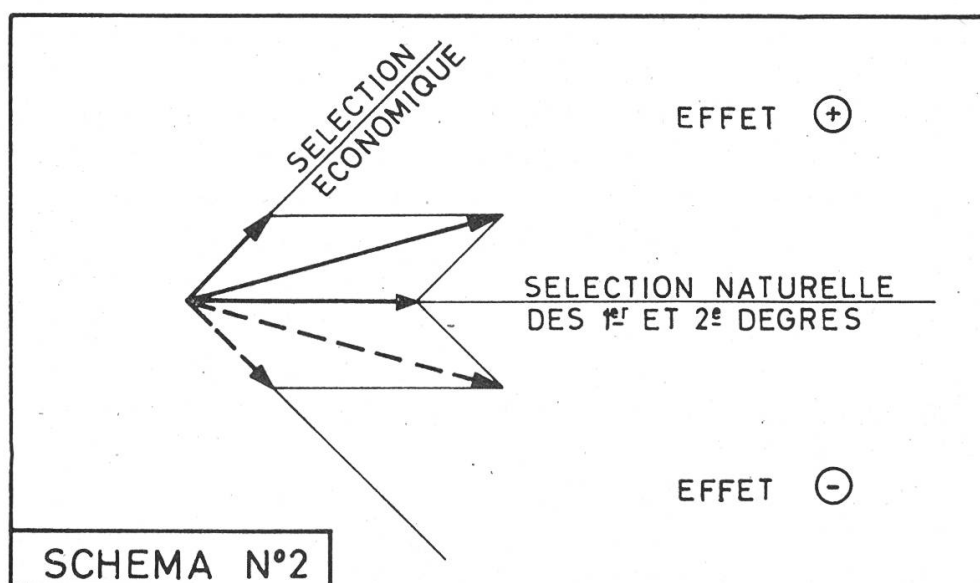 SELECTION
ECONOMIQUE
EFFET +
SELECTION NATURELLE
DES 1er ET 2e DEGRES
EFFET -
SCHEMA N°2